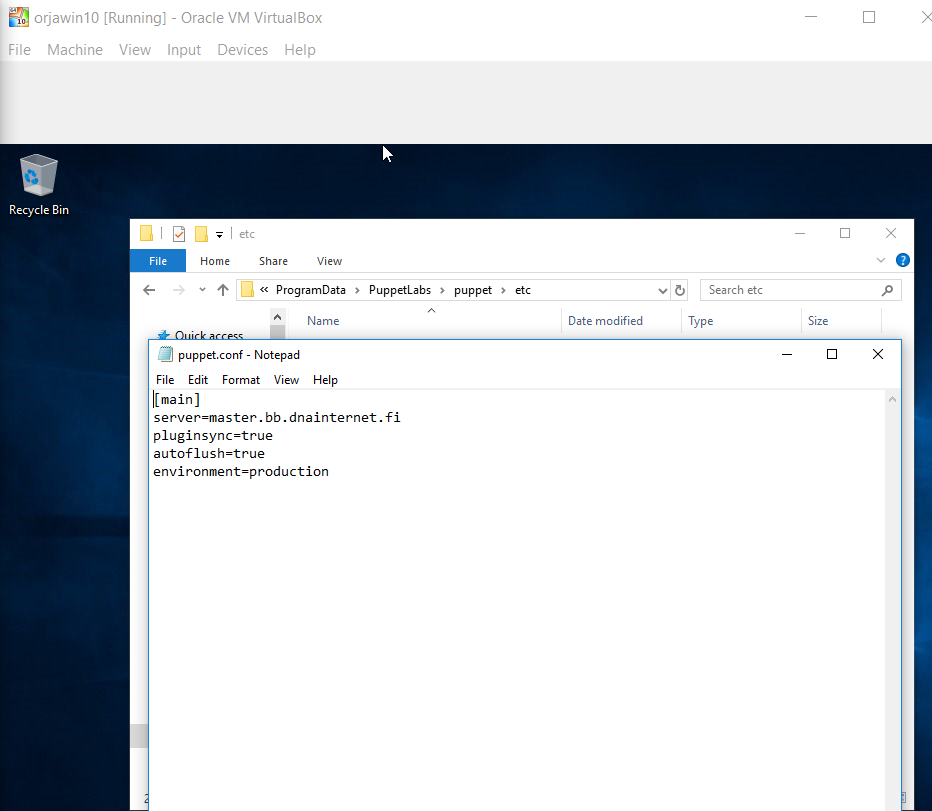 orjawin10 [Running] - Oracle VM VirtualBox
File Machine View Input Devices Help
Recycle Bin
etc
File Home Share View
« ProgramData > PuppetLabs > puppet > etc
Search etc
Name Date modified Type Size
Quick access
puppet.conf - Notepad
File Edit Format View Help
[main]
server=master.bb.dnainternet.fi
pluginsync=true
autoflush=true
environment=production